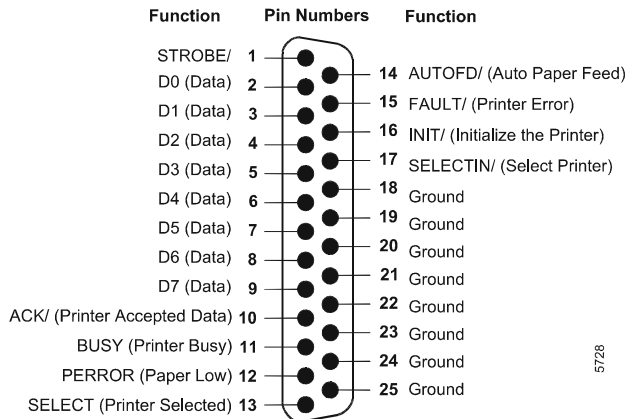 Function Pin Numbers Function
STROBE/ 1
D0 (Data) 2
D1 (Data) 3
D2 (Data) 4
D3 (Data) 5
D4 (Data) 6
D5 (Data) 7
D6 (Data) 8
D7 (Data) 9
ACK/ (Printer Accepted Data) 10
BUSY (Printer Busy) 11
PERROR (Paper Low) 12
SELECT (Printer Selected) 13
14 AUTOFD/ (Auto Paper Feed)
15 FAULT/ (Printer Error)
16 INIT/ (Initialize the Printer)
17 SELECTIN/ (Select Printer)
18 Ground
19 Ground
20 Ground
21 Ground
22 Ground
23 Ground
24 Ground
25 Ground
5728